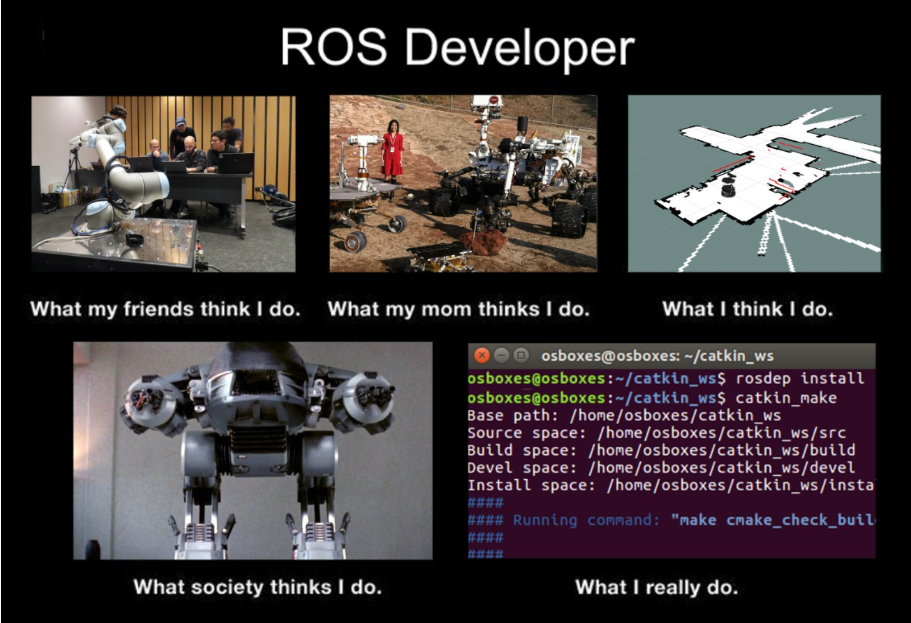 ROS Developer
What my friends think I do.
What my mom thinks I do.
What I think I do.
osboxes@osboxes: ~/catkin_ws
osboxes@osboxes:~/catkin_ws$ rosdep install
osboxes@osboxes:~/catkin_ws$ catkin_make
Base path: /home/osboxes/catkin_ws
Source space: /home/osboxes/catkin_ws/src
Build space: /home/osboxes/catkin_ws/build
Devel space: /home/osboxes/catkin_ws/devel
Install space: /home/osboxes/catkin_ws/insta
####
#### Running command: "make cmake_check_buil
####
####
What society thinks I do.
What I really do.